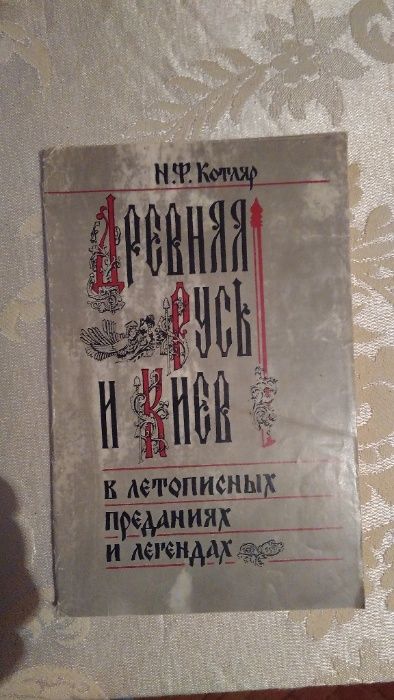 Н.Ф. Котляр
Древняя
Русь
и Киев
в летописных
преданиях
и легендах